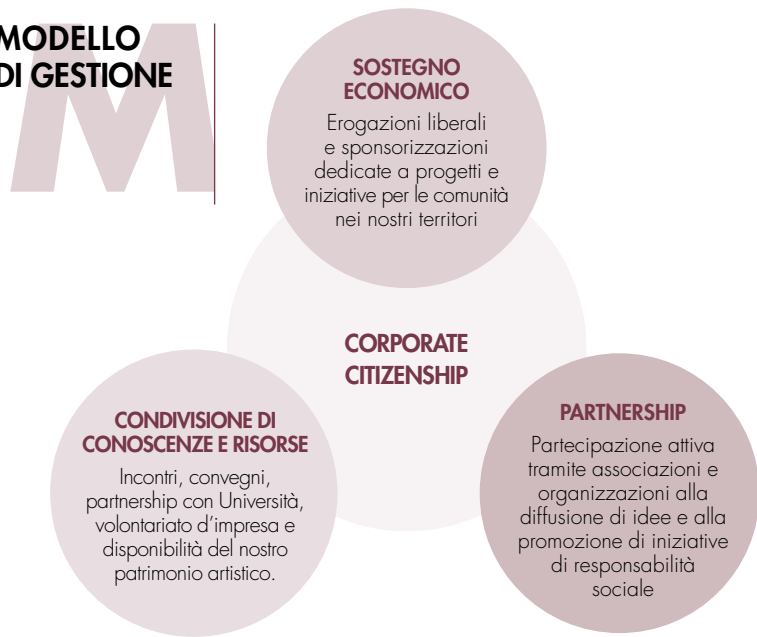 MODELLO
DI GESTIONE
M
SOSTEGNO
ECONOMICO
Erogazioni liberali
e sponsorizzazioni
dedicate a progetti e
iniziative per le comunità
nei nostri territori
CORPORATE
CITIZENSHIP
CONDIVISIONE DI
CONOSCENZE E RISORSE
Incontri, convegni,
partnership con Università,
volontariato d’impresa e
disponibilità del nostro
patrimonio artistico.
PARTNERSHIP
Partecipazione attiva
tramite associazioni e
organizzazioni alla
diffusione di idee e alla
promozione di iniziative
di responsabilità
sociale